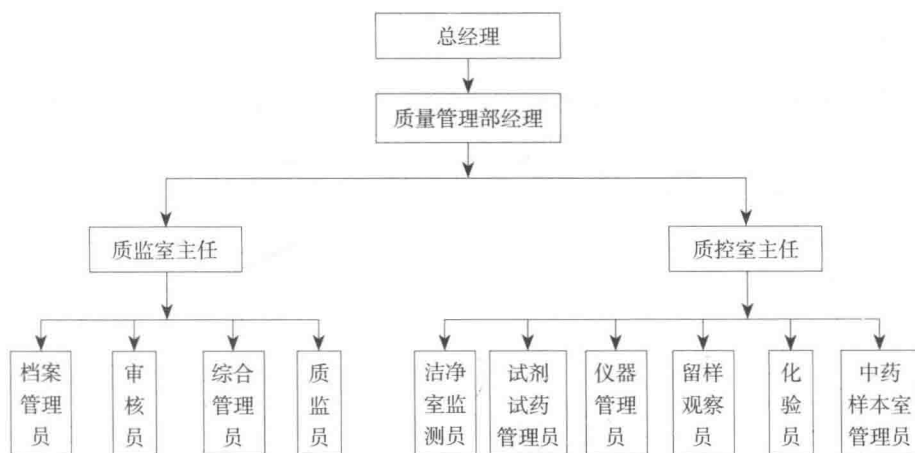 总经理
质量管理部经理
质监室主任
质控室主任
档案
管理
员
审
核
员
综合
管理
员
质
监
员
洁净
室监
测员
试剂
试药
管理员
仪器
管理
员
留样
观察
员
化
验
员
中药
样本室
管理员